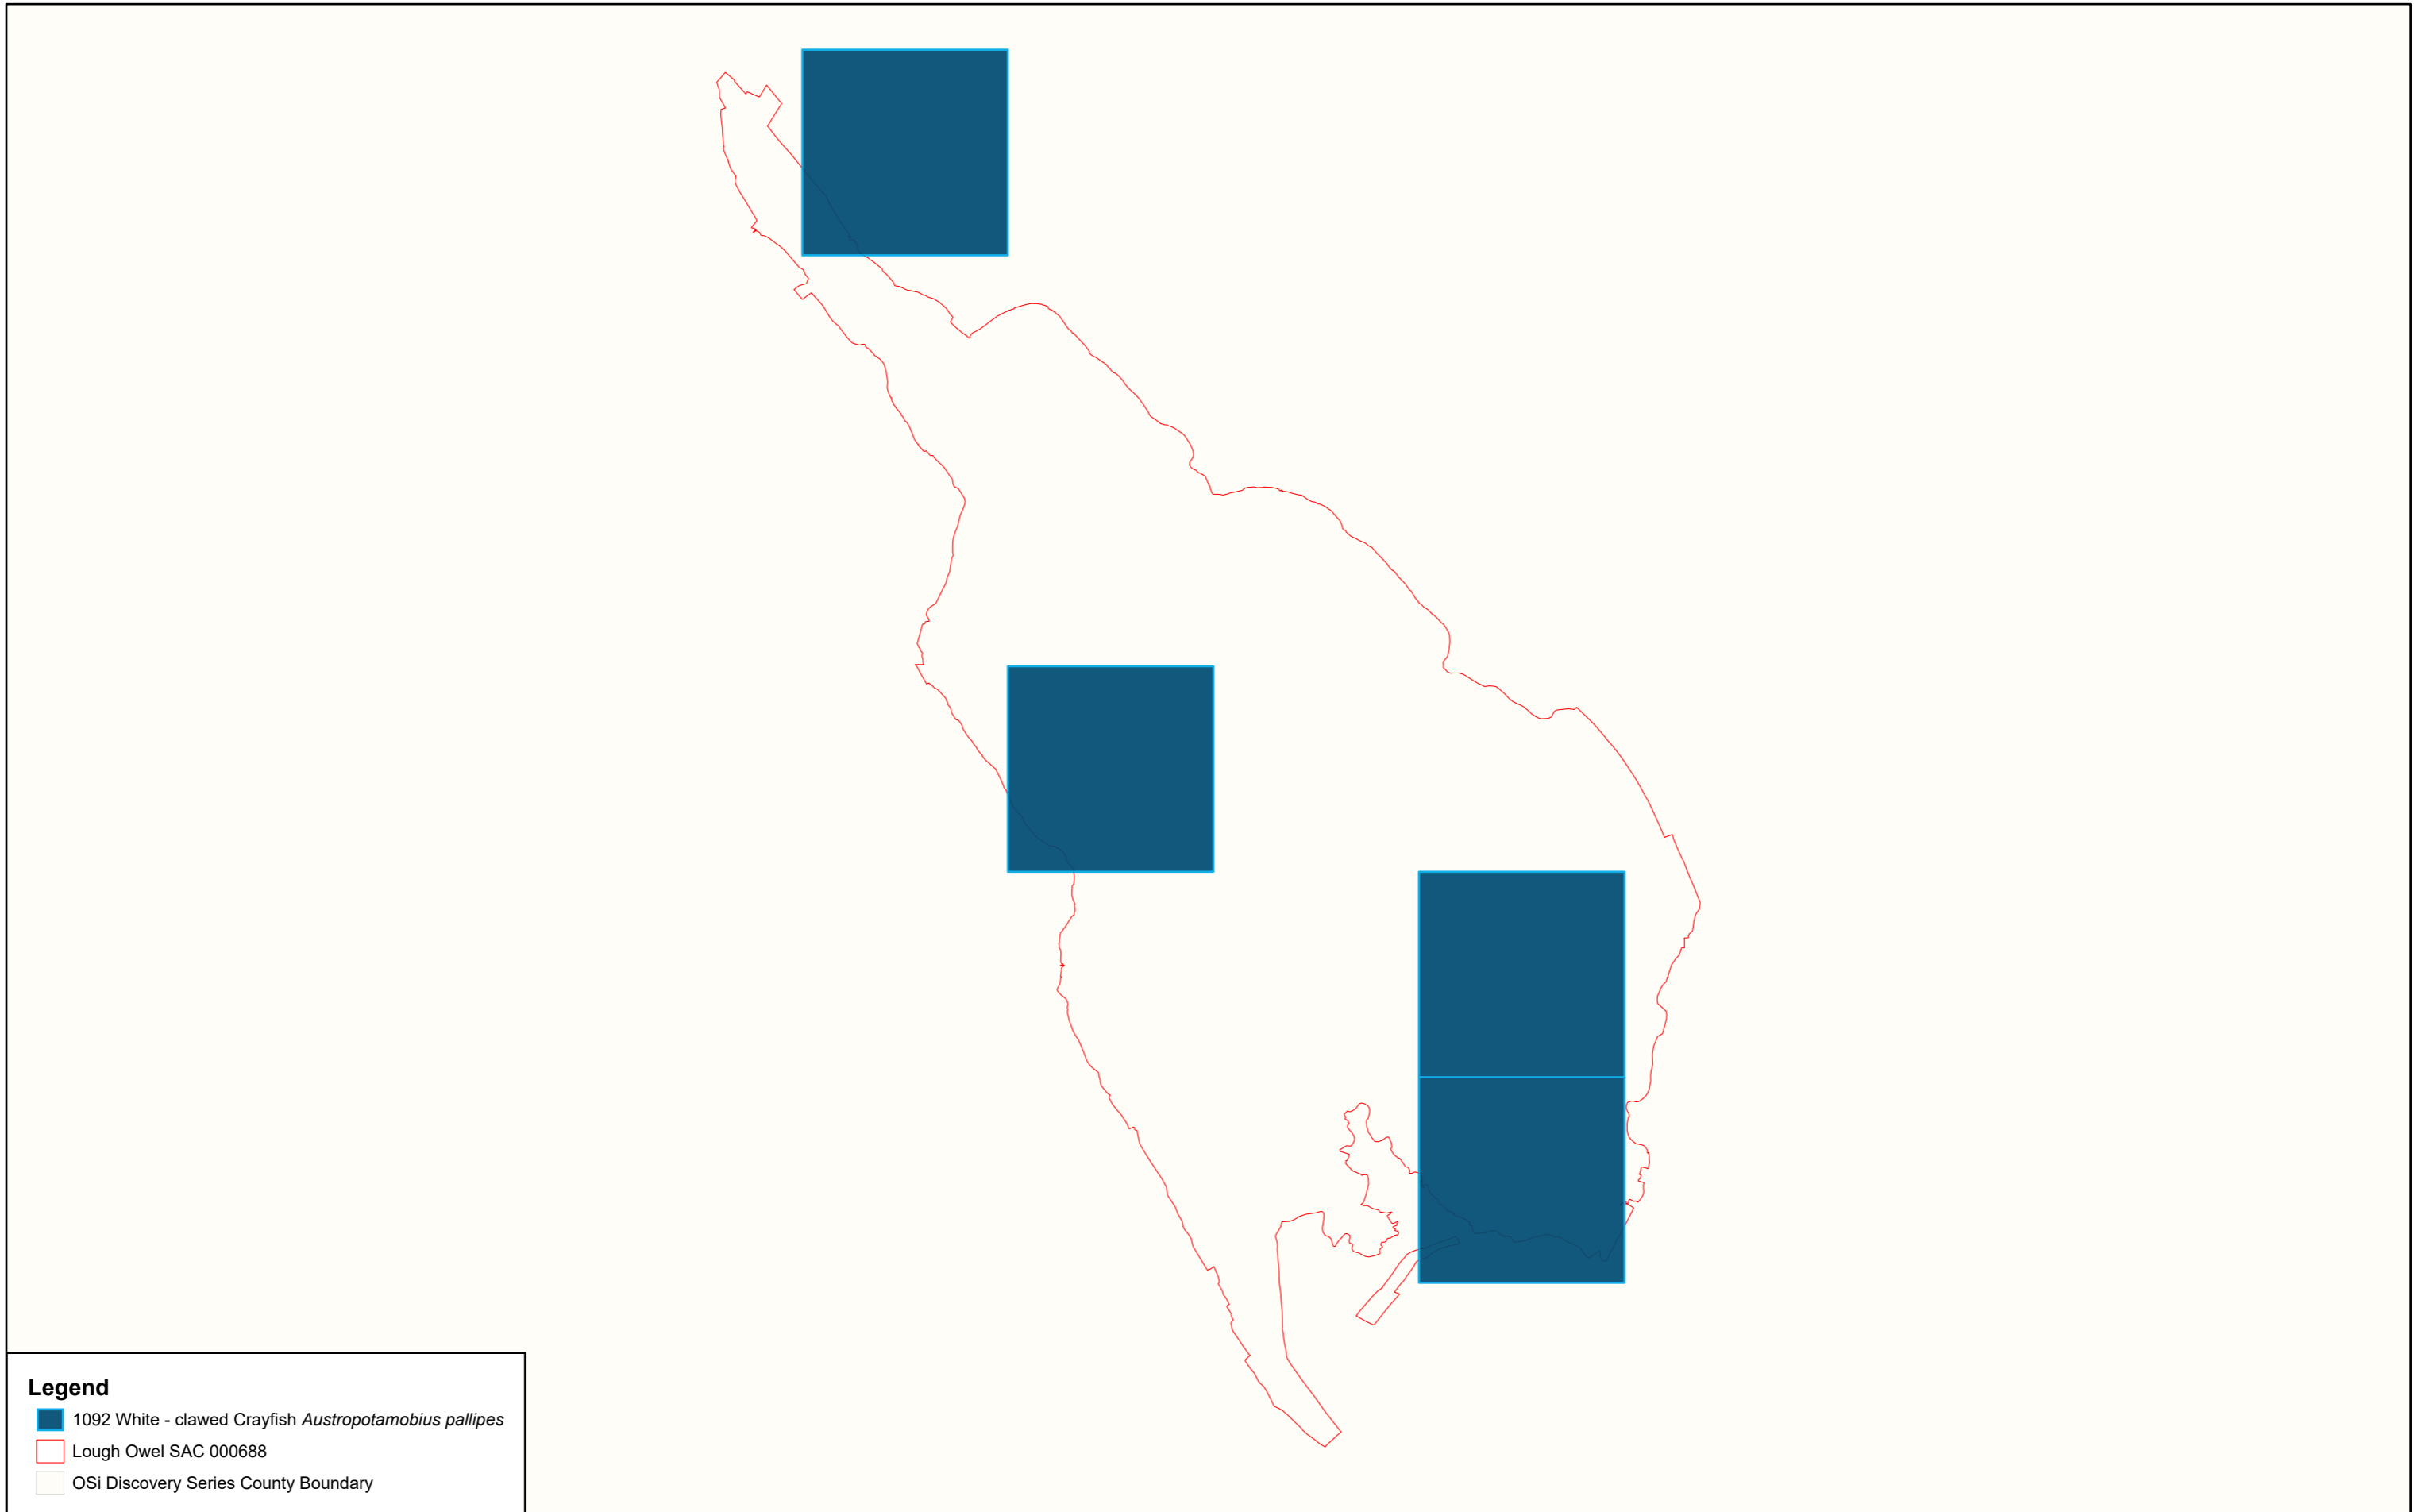 Legend
1092 White - clawed Crayfish Austropotamobius pallipes
Lough Owel SAC 000688
OSi Discovery Series County Boundary